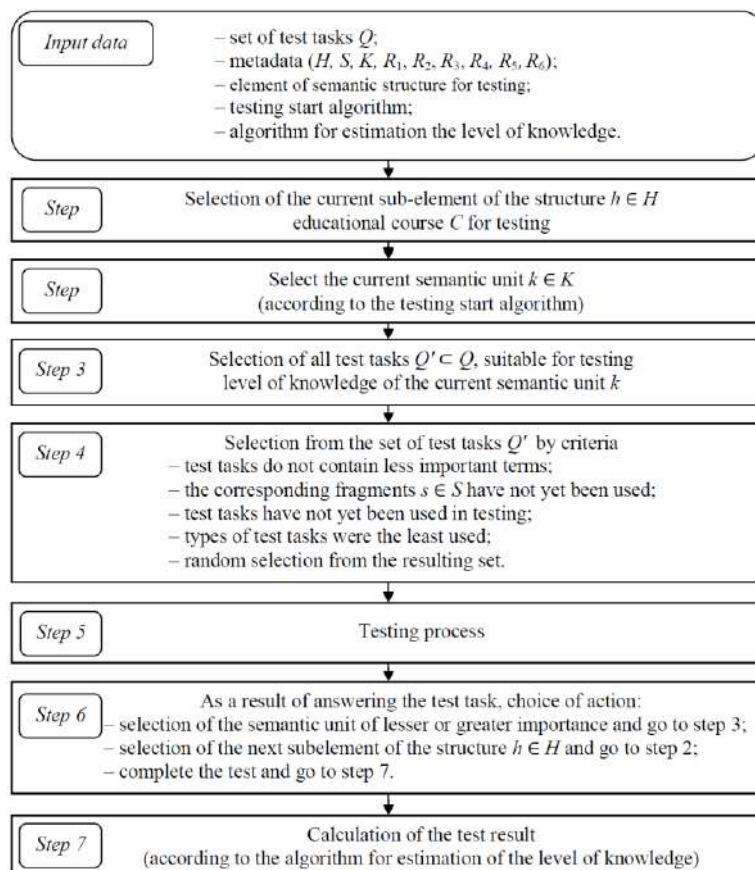 Input data
– set of test tasks Q;
– metadata (H, S, K, R1, R2, R3, R4, R5, R6);
– element of semantic structure for testing;
– testing start algorithm;
– algorithm for estimation the level of knowledge.
Step
Selection of the current sub-element of the structure h ∈ H
educational course C for testing
Step
Select the current semantic unit k ∈ K
(according to the testing start algorithm)
Step 3
Selection of all test tasks Q′ ⊂ Q, suitable for testing
level of knowledge of the current semantic unit k
Step 4
Selection from the set of test tasks Q′ by criteria
– test tasks do not contain less important terms;
– the corresponding fragments s ∈ S have not yet been used;
– test tasks have not yet been used in testing;
– types of test tasks were the least used;
– random selection from the resulting set.
Step 5
Testing process
Step 6
As a result of answering the test task, choice of action:
– selection of the semantic unit of lesser or greater importance and go to step 3;
– selection of the next subelement of the structure h ∈ H and go to step 2;
– complete the test and go to step 7.
Step 7
Calculation of the test result
(according to the algorithm for estimation of the level of knowledge)